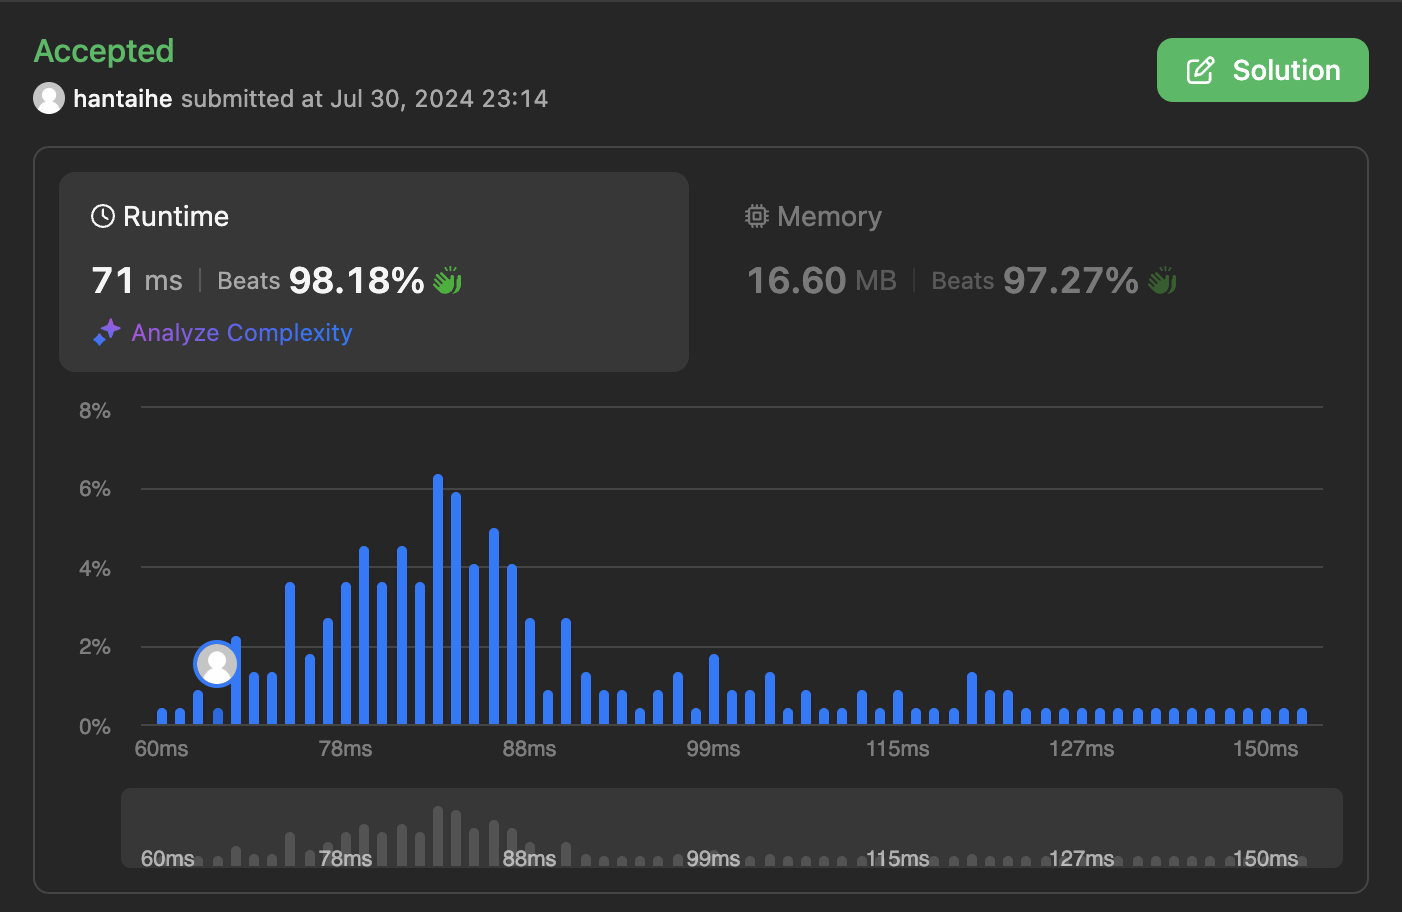 Accepted
Solution
hantaihe submitted at Jul 30, 2024 23:14
Runtime
Memory
71 ms | Beats 98.18%
16.60 MB | Beats 97.27%
Analyze Complexity
8%
6%
4%
2%
0%
60ms 78ms 88ms 99ms 115ms 127ms 150ms
60ms 78ms 88ms 99ms 115ms 127ms 150ms